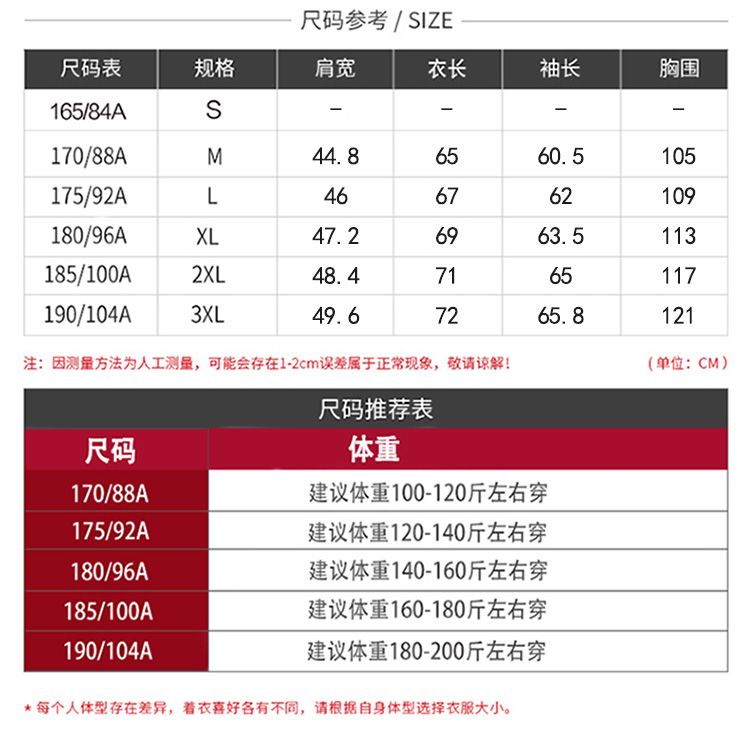 尺码参考 / SIZE
尺码表 规格 肩宽 衣长 袖长 胸围
165/84A S – – – –
170/88A M 44.8 65 60.5 105
175/92A L 46 67 62 109
180/96A XL 47.2 69 63.5 113
185/100A 2XL 48.4 71 65 117
190/104A 3XL 49.6 72 65.8 121
注：因测量方法为人工测量，可能会存在1-2cm误差属于正常现象，敬请谅解！ （单位：CM）
尺码推荐表
尺码 体重
170/88A 建议体重100-120斤左右穿
175/92A 建议体重120-140斤左右穿
180/96A 建议体重140-160斤左右穿
185/100A 建议体重160-180斤左右穿
190/104A 建议体重180-200斤左右穿
★ 每个人体型存在差异，着衣喜好各有不同，请根据自身体型选择衣服大小。